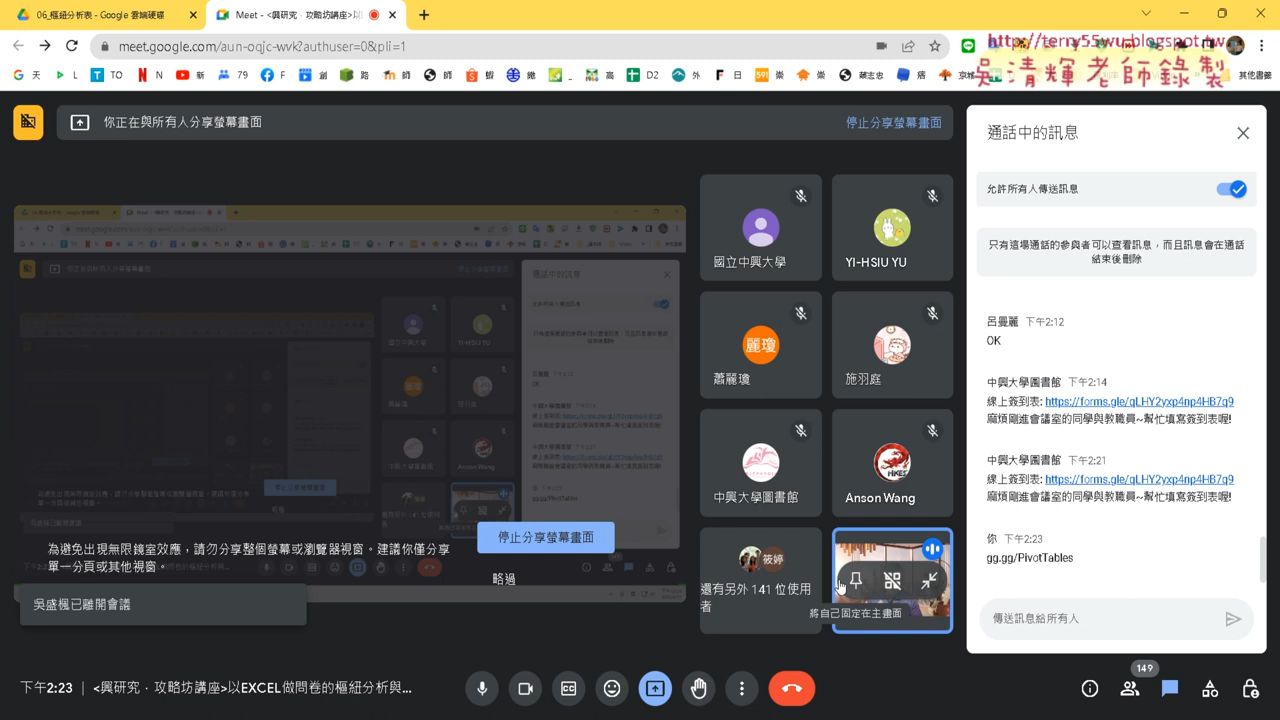 06_樞紐分析表 - Google 雲端硬碟
Meet - <興研究．攻略坊講座>以
meet.google.com/aun-oqjc-wvk?authuser=0&pli=1
http://terry55wu.blogspot.tw
吳清輝老師錄製
天
L
TO
N
新
79
F
師
D2
外
日
崇
崇
其他書籤
你正在與所有人分享螢幕畫面
停止分享螢幕畫面
通話中的訊息
允許所有人傳送訊息
只有這場通話的參與者可以查看訊息，而且訊息會在通話
結束後刪除
國立中興大學
YI-HSIU YU
麗瓊
蕭麗瓊
施羽庭
中興大學圖書館
Anson Wang
筱婷
還有另外 141 位使用
者
將自己固定在主畫面
呂曼麗 下午2:12
OK
中興大學圖書館 下午2:14
線上簽到表: https://forms.gle/qLHY2yxp4np4HB7q9
麻煩剛進會議室的同學與教職員~幫忙填寫簽到表喔!
中興大學圖書館 下午2:21
線上簽到表: https://forms.gle/qLHY2yxp4np4HB7q9
麻煩剛進會議室的同學與教職員~幫忙填寫簽到表喔!
你 下午2:23
gg.gg/PivotTables
傳送訊息給所有人
為避免出現無限鏡室效應，請勿分享整個螢幕或瀏覽器視窗。建議你僅分享
單一分頁或其他視窗。
停止分享螢幕畫面
略過
吳盛楓已離開會議
下午2:23 | <興研究．攻略坊講座>以EXCEL做問卷的樞紐分析與...
149